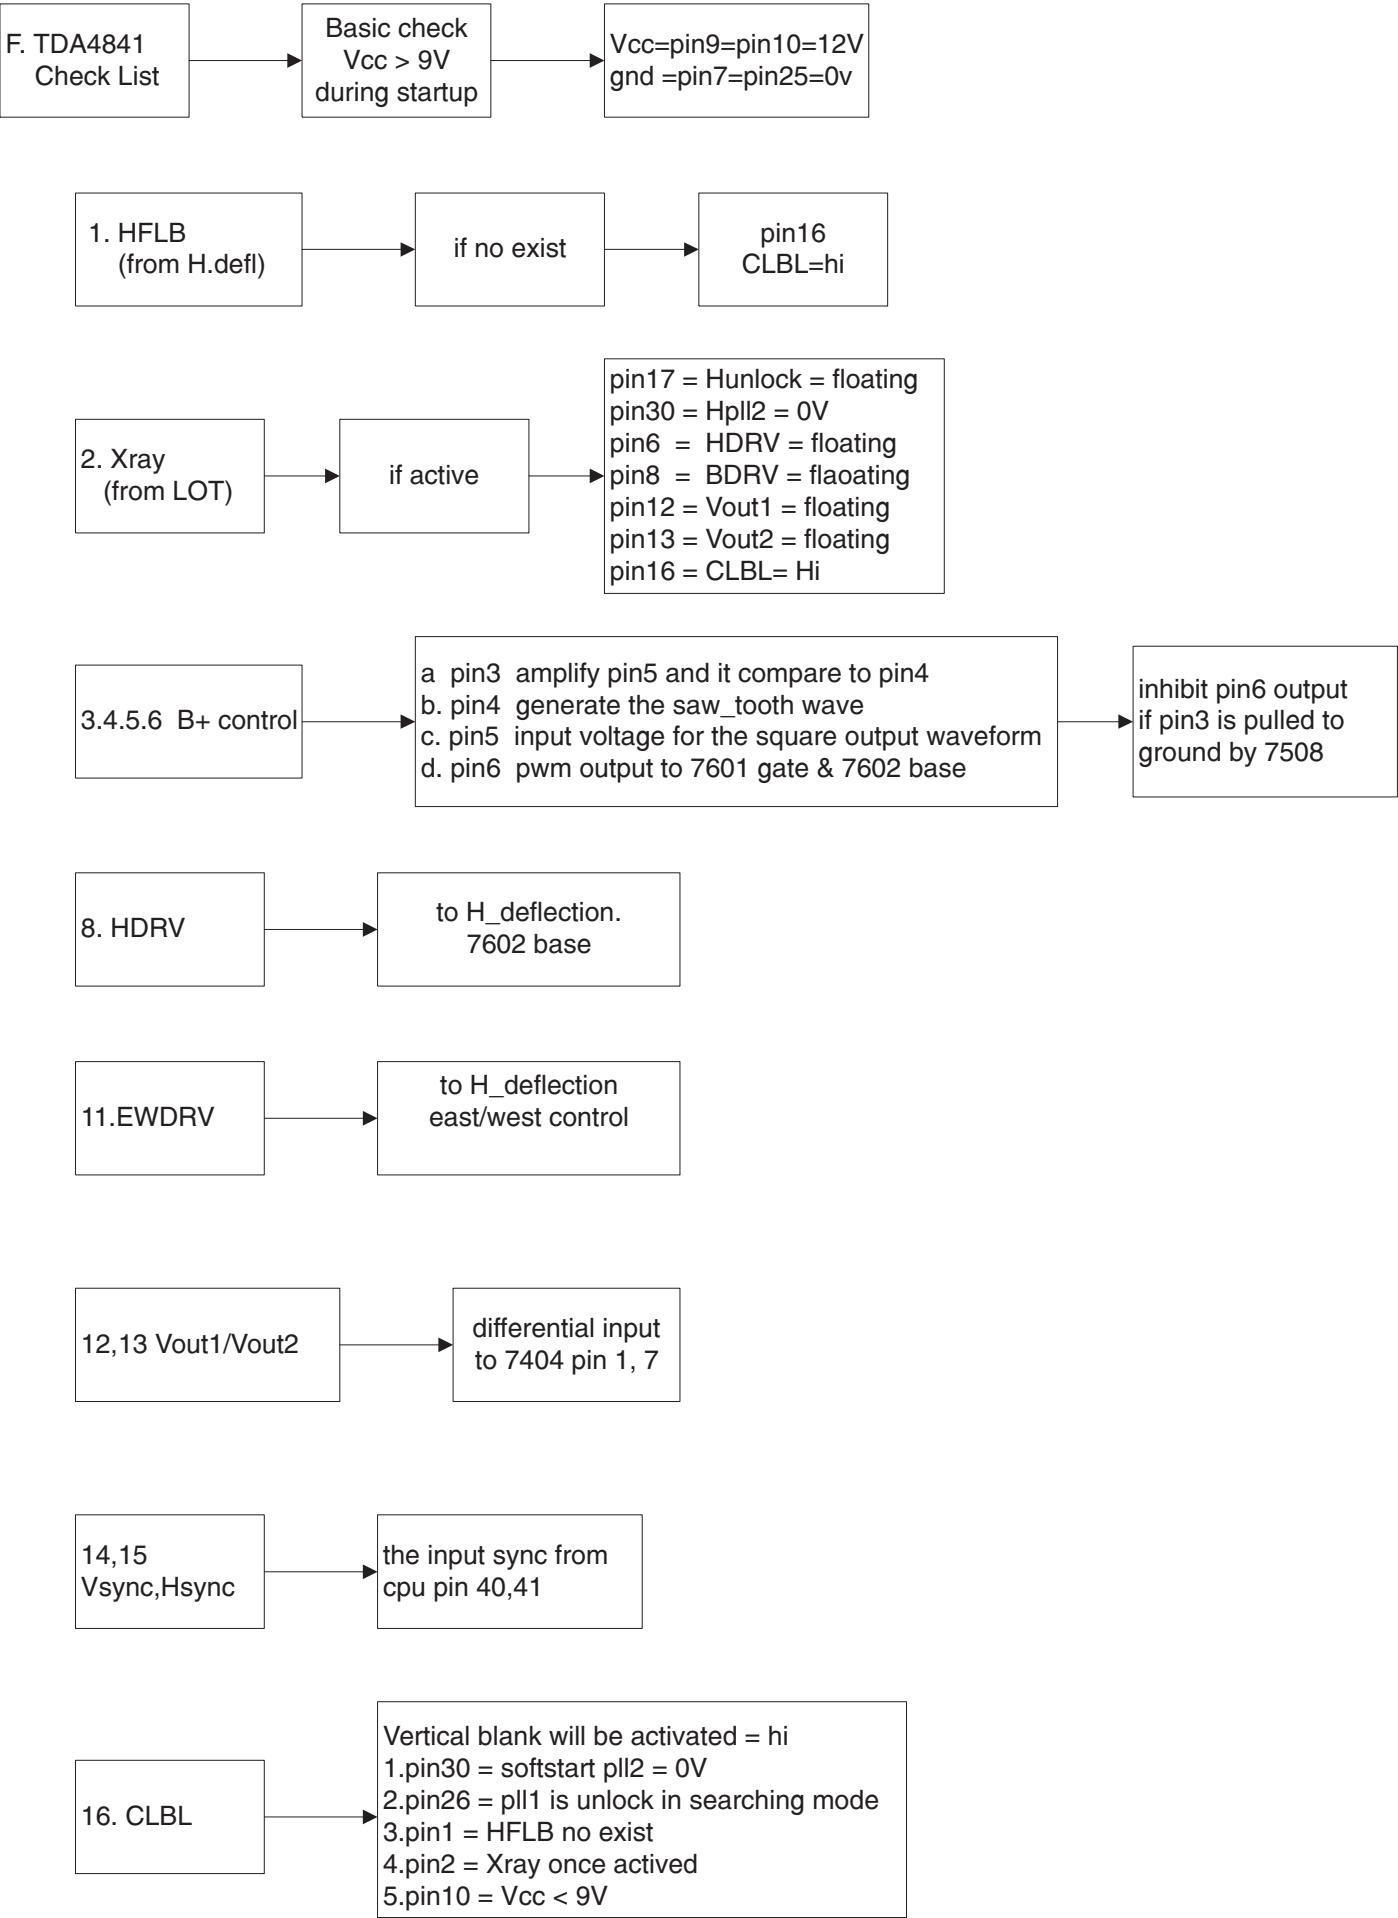 F. TDA4841
Check List
Basic check
Vcc > 9V
during startup
Vcc=pin9=pin10=12V
gnd =pin7=pin25=0v
1. HFLB
(from H.defl)
if no exist
pin16
CLBL=hi
2. Xray
(from LOT)
if active
pin17 = Hunlock = floating
pin30 = Hpll2 = 0V
pin6  =  HDRV = floating
pin8  =  BDRV = flaoating
pin12 = Vout1 = floating
pin13 = Vout2 = floating
pin16 = CLBL= Hi
3.4.5.6  B+ control
a  pin3  amplify pin5 and it compare to pin4
b. pin4  generate the saw_tooth wave
c. pin5  input voltage for the square output waveform
d. pin6  pwm output to 7601 gate & 7602 base
inhibit pin6 output
if pin3 is pulled to
ground by 7508
8. HDRV
to H_deflection.
7602 base
11.EWDRV
to H_deflection
east/west control
12,13 Vout1/Vout2
differential input
to 7404 pin 1, 7
14,15
Vsync,Hsync
the input sync from
cpu pin 40,41
16. CLBL
Vertical blank will be activated = hi
1.pin30 = softstart pll2 = 0V
2.pin26 = pll1 is unlock in searching mode
3.pin1 = HFLB no exist
4.pin2 = Xray once actived
5.pin10 = Vcc < 9V